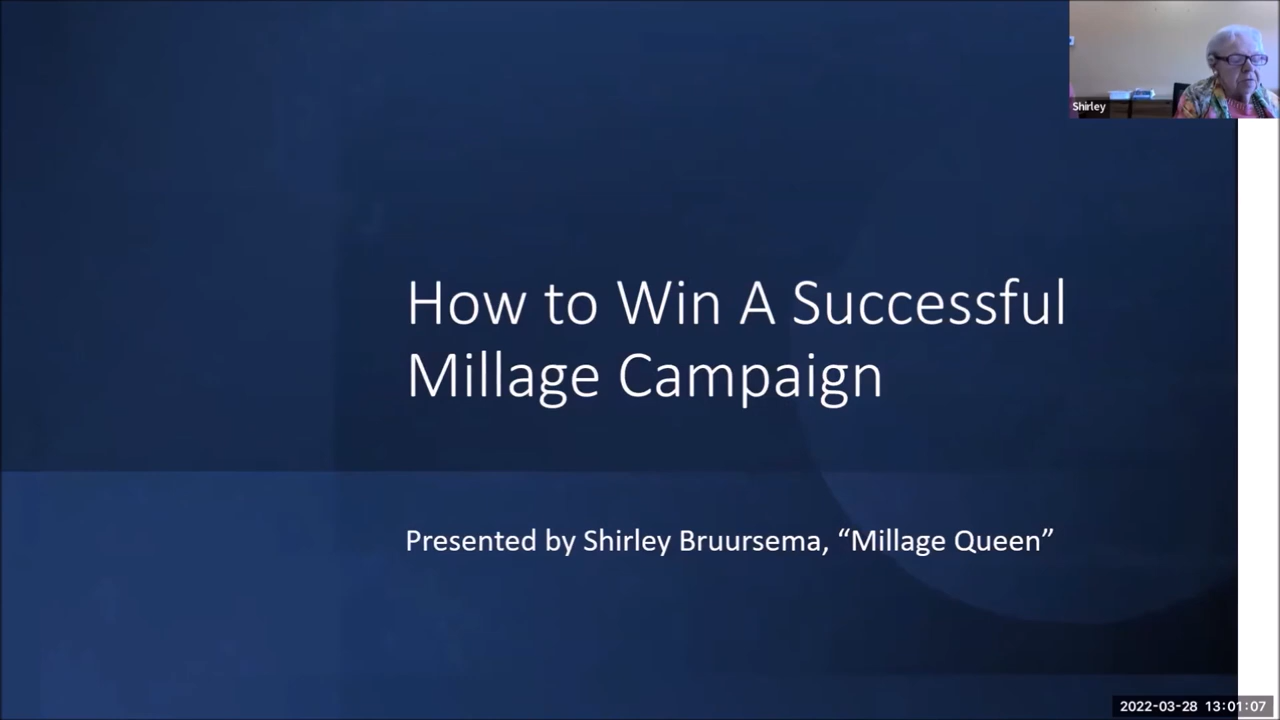 Shirley
How to Win A Successful
Millage Campaign
Presented by Shirley Bruursema, “Millage Queen”
2022-03-28 13:01:07